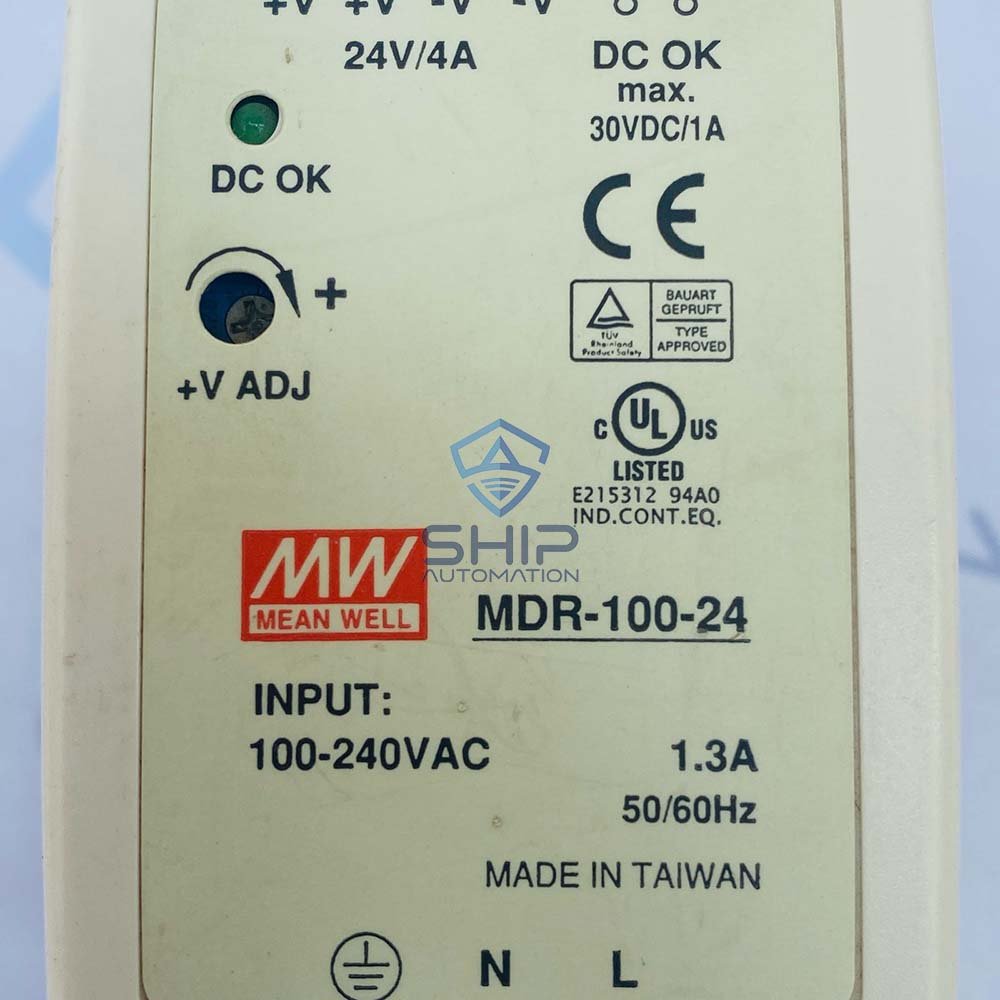 +V +V -V -V
24V/4A
DC OK
max.
30VDC/1A
DC OK
+
+V ADJ
CE
TÜV
Rheinland
Product Safety
BAUART
GEPRUFT
TYPE
APPROVED
C UL US
LISTED
E215312 94A0
IND.CONT.EQ.
SHIP
AUTOMATION
MW
MEAN WELL
MDR-100-24
INPUT:
100-240VAC 1.3A
50/60Hz
MADE IN TAIWAN
N L